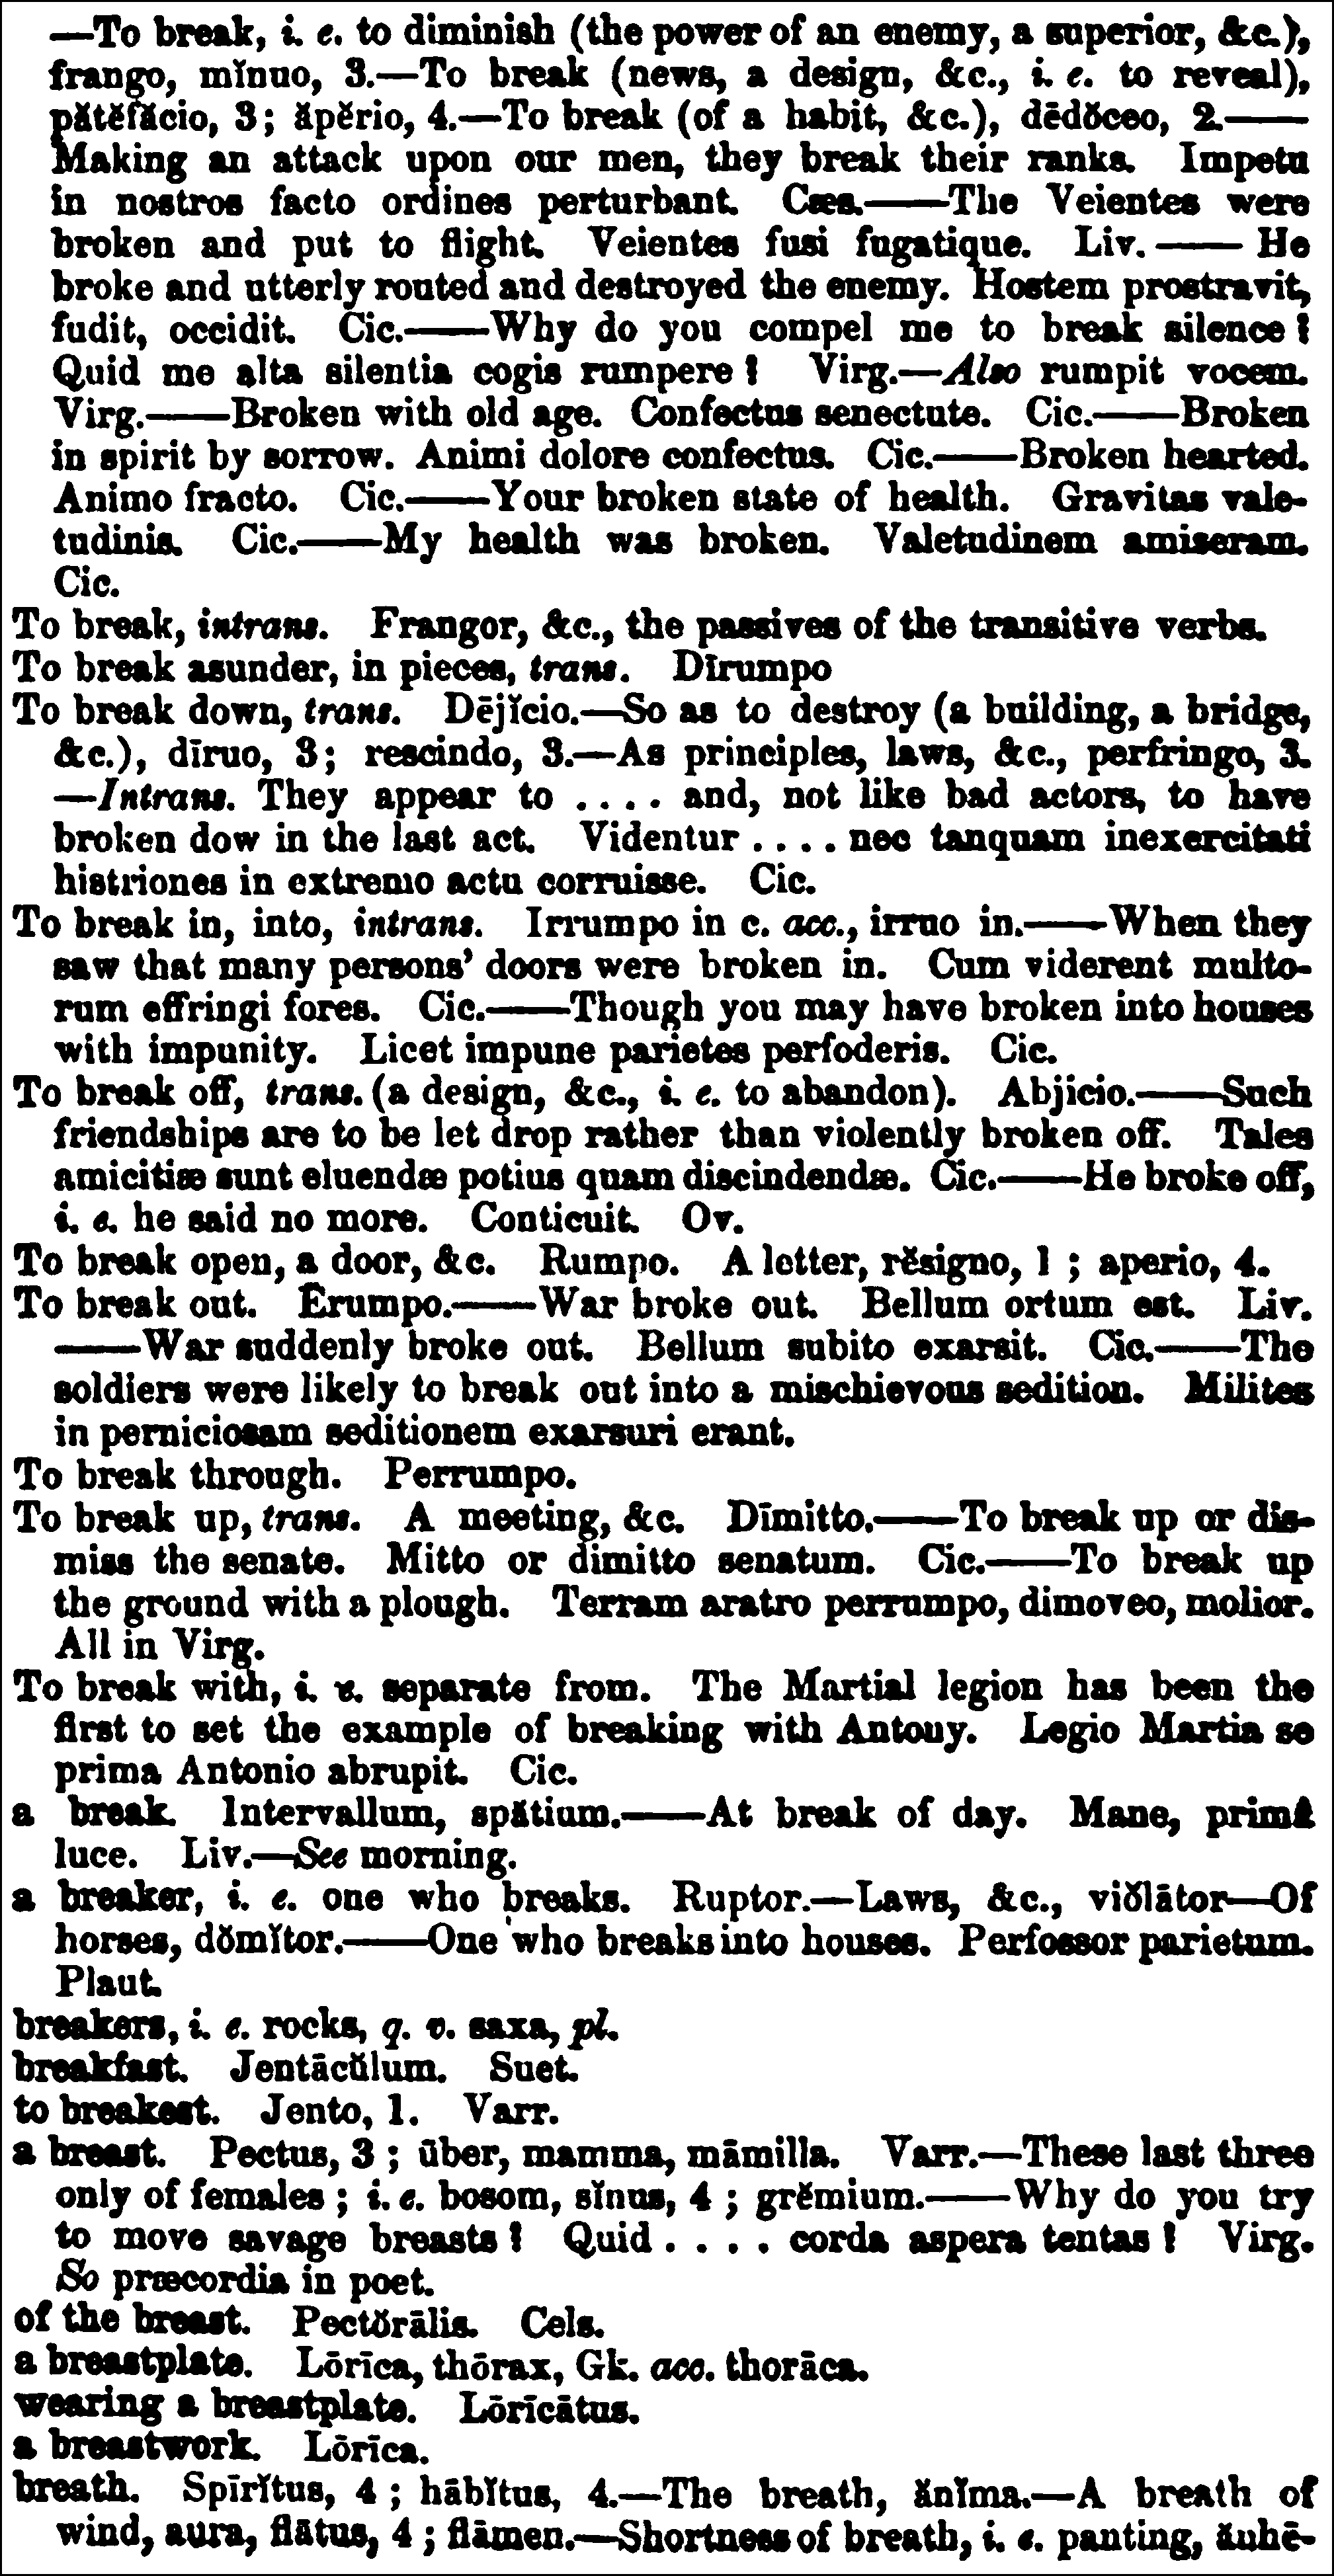 —To break, i. e. to diminish (the power of an enemy, a superior, &c.),
frango, mĭnuo, 3.—To break (news, a design, &c., i. e. to reveal),
pătĕfăcio, 3; ăpĕrio, 4.—To break (of a habit, &c.), dēdŏceo, 2.——
Making an attack upon our men, they break their ranks. Impetu
in nostros facto ordines perturbant. Cæs.——The Veientes were
broken and put to flight. Veientes fusi fugatique. Liv.—— He
broke and utterly routed and destroyed the enemy. Hostem prostravit,
fudit, occidit. Cic.——Why do you compel me to break silence?
Quid me alta silentia cogis rumpere? Virg.—Also rumpit vocem.
Virg.——Broken with old age. Confectus senectute. Cic.——Broken
in spirit by sorrow. Animi dolore confectus. Cic.——Broken hearted.
Animo fracto. Cic.——Your broken state of health. Gravitas vale-
tudinis. Cic.——My health was broken. Valetudinem amiseram.
Cic.
To break, intrans. Frangor, &c., the passives of the transitive verbs.
To break asunder, in pieces, trans. Dīrumpo
To break down, trans. Dējĭcio.—So as to destroy (a building, a bridge,
&c.), dīruo, 3; rescindo, 3.—As principles, laws, &c., perfringo, 3.
—Intrans. They appear to .... and, not like bad actors, to have
broken dow in the last act. Videntur .... nec tanquam inexercitati
histriones in extremo actu corruisse. Cic.
To break in, into, intrans. Irrumpo in c. acc., irruo in.——When they
saw that many persons' doors were broken in. Cum viderent multo-
rum effringi fores. Cic.——Though you may have broken into houses
with impunity. Licet impune parietes perfoderis. Cic.
To break off, trans. (a design, &c., i. e. to abandon). Abjicio.——Such
friendships are to be let drop rather than violently broken off. Tales
amicitiæ sunt eluendæ potius quam discindendæ. Cic.——He broke off,
i. e. he said no more. Conticuit. Ov.
To break open, a door, &c. Rumpo. A letter, rĕsigno, 1 ; aperio, 4.
To break out. Ērumpo.——War broke out. Bellum ortum est. Liv.
——War suddenly broke out. Bellum subito exarsit. Cic.——The
soldiers were likely to break out into a mischievous sedition. Milites
in perniciosam seditionem exarsuri erant.
To break through. Perrumpo.
To break up, trans. A meeting, &c. Dīmitto.——To break up or dis-
miss the senate. Mitto or dimitto senatum. Cic.——To break up
the ground with a plough. Terram aratro perrumpo, dimoveo, molior.
All in Virg.
To break with, i. e. separate from. The Martial legion has been the
first to set the example of breaking with Antony. Legio Martia se
prima Antonio abrupit. Cic.
a break. Intervallum, spătium.——At break of day. Mane, primâ
luce. Liv.—See morning.
a breaker, i. e. one who breaks. Ruptor.—Laws, &c., viŏlātor—Of
horses, dŏmĭtor.——One who breaks into houses. Perfossor parietum.
Plaut.
breakers, i. e. rocks, q. v. saxa, pl.
breakfast. Jentācŭlum. Suet.
to breakest. Jento, 1. Varr.
a breast. Pectus, 3 ; ūber, mamma, māmilla. Varr.—These last three
only of females ; i. e. bosom, sĭnus, 4 ; grĕmium.——Why do you try
to move savage breasts? Quid .... corda aspera tentas? Virg.
So præcordia in poet.
of the breast. Pectŏrālis. Cels.
a breastplate. Lōrīca, thōrax, Gk. acc. thorāca.
wearing a breastplate. Lōrīcātus.
a breastwork. Lōrīca.
breath. Spīrĭtus, 4 ; hābĭtus, 4.—The breath, ănĭma.—A breath of
wind, aura, flātus, 4 ; flāmen.—Shortness of breath, i. e. panting, ăuhē-